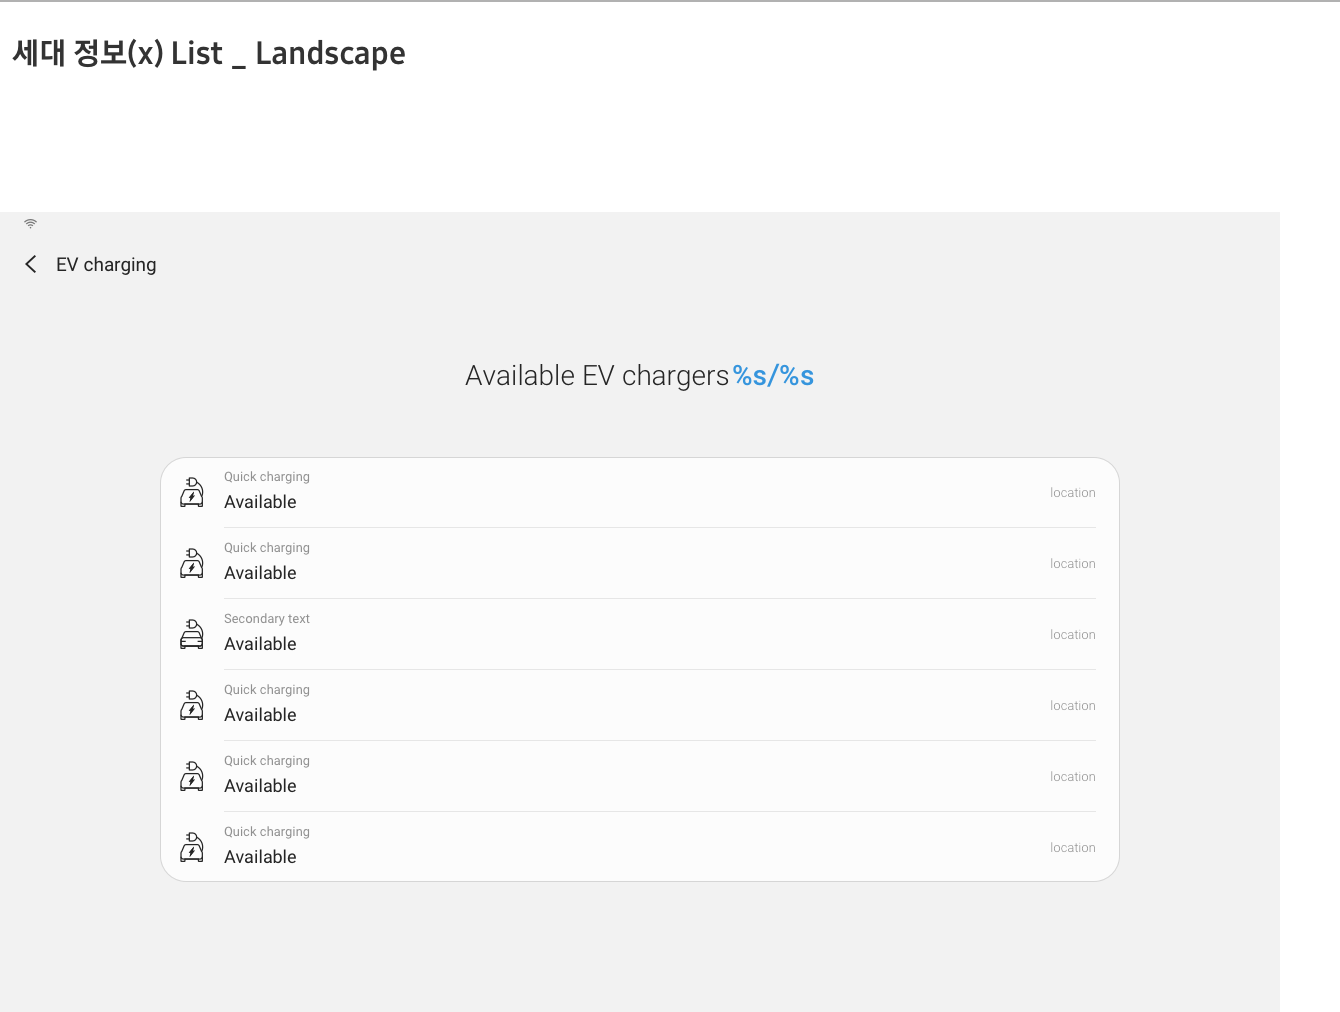 세대 정보(x) List _ Landscape
EV charging
Available EV chargers %s/%s
Quick charging
Available
location
Quick charging
Available
location
Secondary text
Available
location
Quick charging
Available
location
Quick charging
Available
location
Quick charging
Available
location